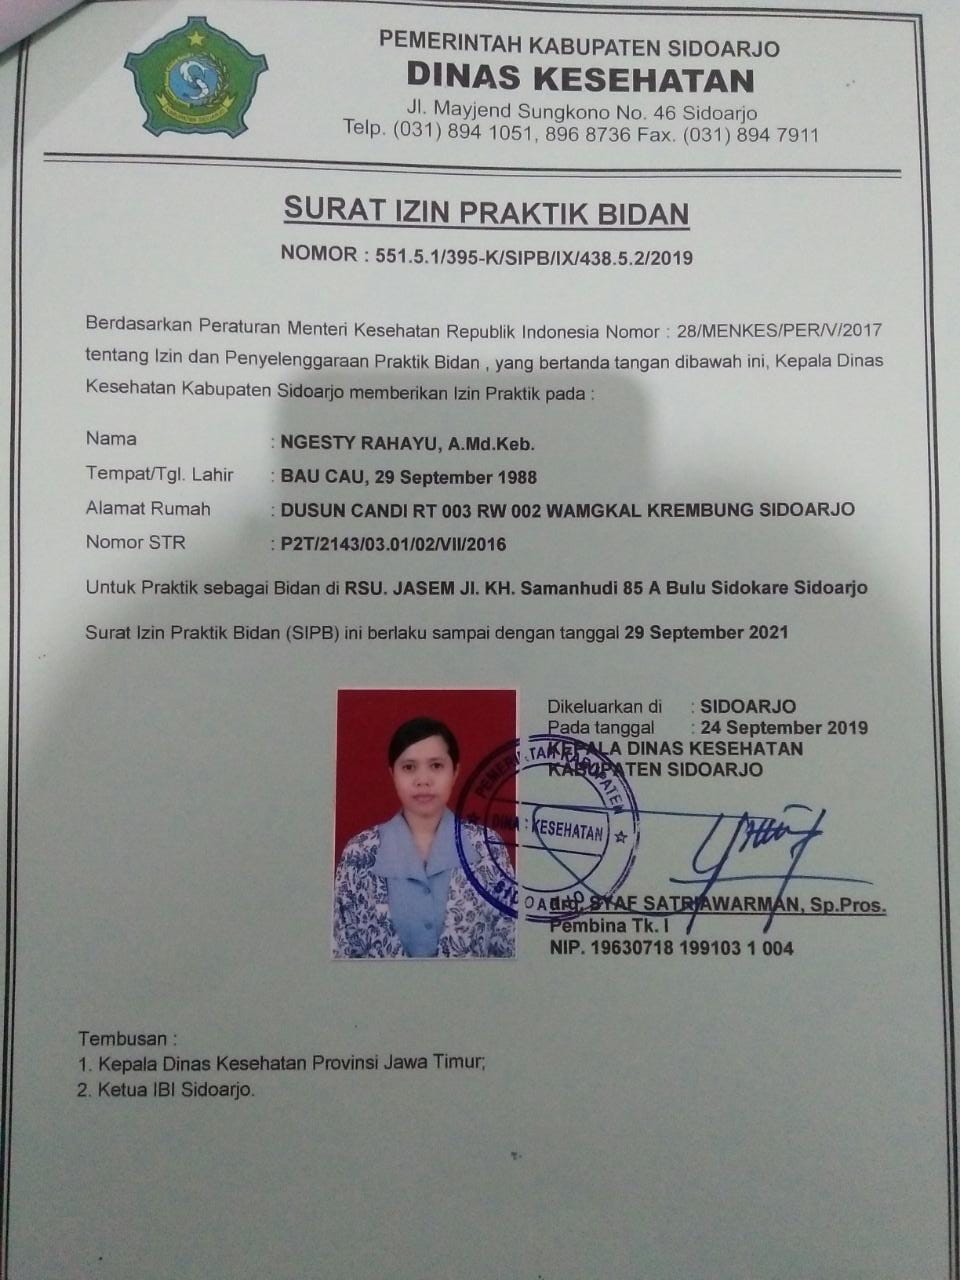 PEMERINTAH KABUPATEN SIDOARJO
DINAS KESEHATAN
Jl. Mayjend Sungkono No. 46 Sidoarjo
Telp. (031) 894 1051, 896 8736 Fax. (031) 894 7911
SURAT IZIN PRAKTIK BIDAN
NOMOR : 551.5.1/395-K/SIPB/IX/438.5.2/2019
Berdasarkan Peraturan Menteri Kesehatan Republik Indonesia Nomor : 28/MENKES/PER/V/2017
tentang Izin dan Penyelenggaraan Praktik Bidan , yang bertanda tangan dibawah ini, Kepala Dinas
Kesehatan Kabupaten Sidoarjo memberikan Izin Praktik pada :
Nama : NGESTY RAHAYU, A.Md.Keb.
Tempat/Tgl. Lahir : BAU CAU, 29 September 1988
Alamat Rumah : DUSUN CANDI RT 003 RW 002 WAMGKAL KREMBUNG SIDOARJO
Nomor STR : P2T/2143/03.01/02/VII/2016
Untuk Praktik sebagai Bidan di RSU. JASEM Jl. KH. Samanhudi 85 A Bulu Sidokare Sidoarjo
Surat Izin Praktik Bidan (SIPB) ini berlaku sampai dengan tanggal 29 September 2021
Dikeluarkan di : SIDOARJO
Pada tanggal : 24 September 2019
KEPALA DINAS KESEHATAN
KABUPATEN SIDOARJO
PEMERINTAH KABUPATEN
DINAS KESEHATAN
SIDOARJO
drg. SYAF SATRIAWARMAN, Sp.Pros.
Pembina Tk. I
NIP. 19630718 199103 1 004
Tembusan :
1. Kepala Dinas Kesehatan Provinsi Jawa Timur;
2. Ketua IBI Sidoarjo.